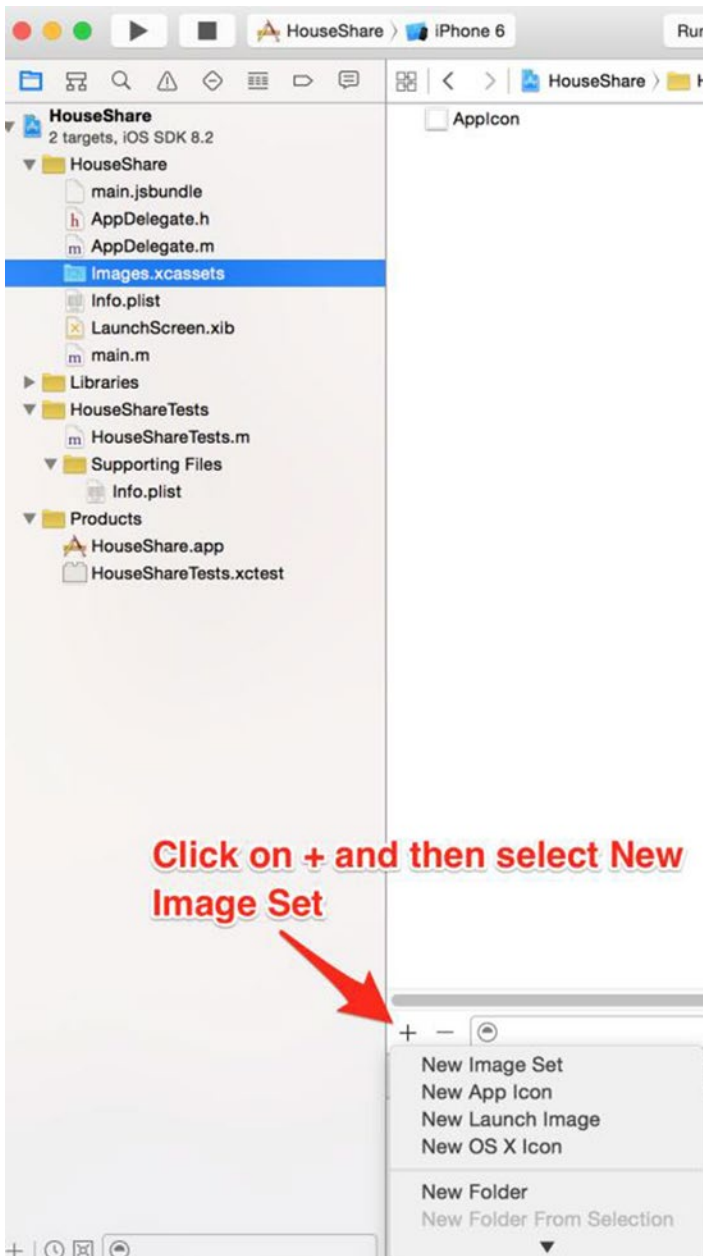 HouseShare 〉 iPhone 6
Run
HouseShare 〉
AppIcon
HouseShare
2 targets, iOS SDK 8.2
HouseShare
main.jsbundle
h AppDelegate.h
m AppDelegate.m
Images.xcassets
Info.plist
LaunchScreen.xib
m main.m
Libraries
HouseShareTests
m HouseShareTests.m
Supporting Files
Info.plist
Products
HouseShare.app
HouseShareTests.xctest
Click on + and then select New
Image Set
New Image Set
New App Icon
New Launch Image
New OS X Icon
New Folder
New Folder From Selection